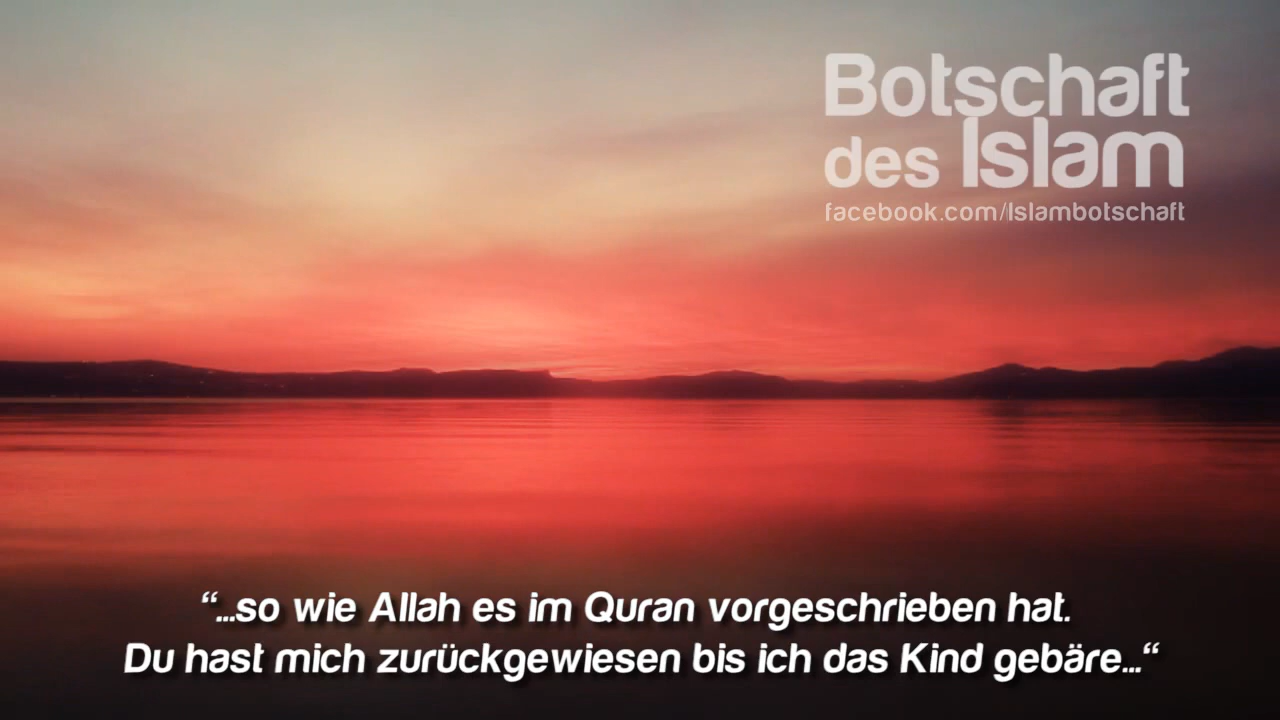 Botschaft
des Islam
facebook.com/Islambotschaft
“...so wie Allah es im Quran vorgeschrieben hat.
Du hast mich zurückgewiesen bis ich das Kind gebäre...“